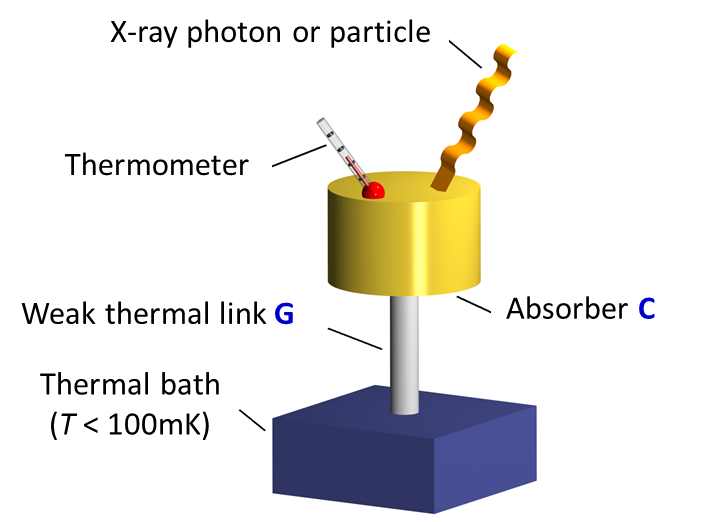 X-ray photon or particle
Thermometer
Weak thermal link G
Absorber C
Thermal bath
(T < 100mK)